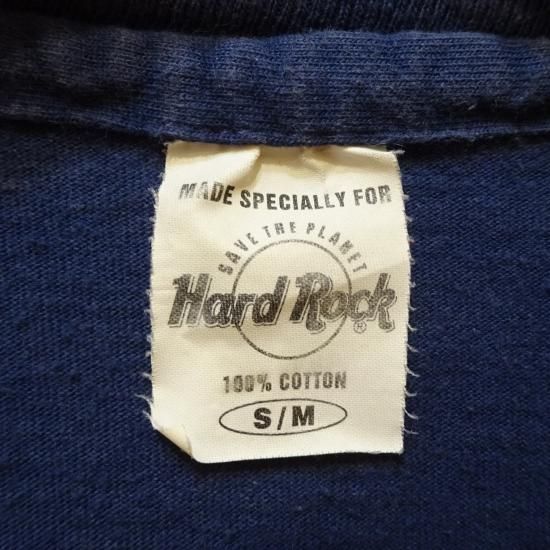 MADE SPECIALLY FOR
SAVE THE PLANET
Hard Rock®
100% COTTON
S/M